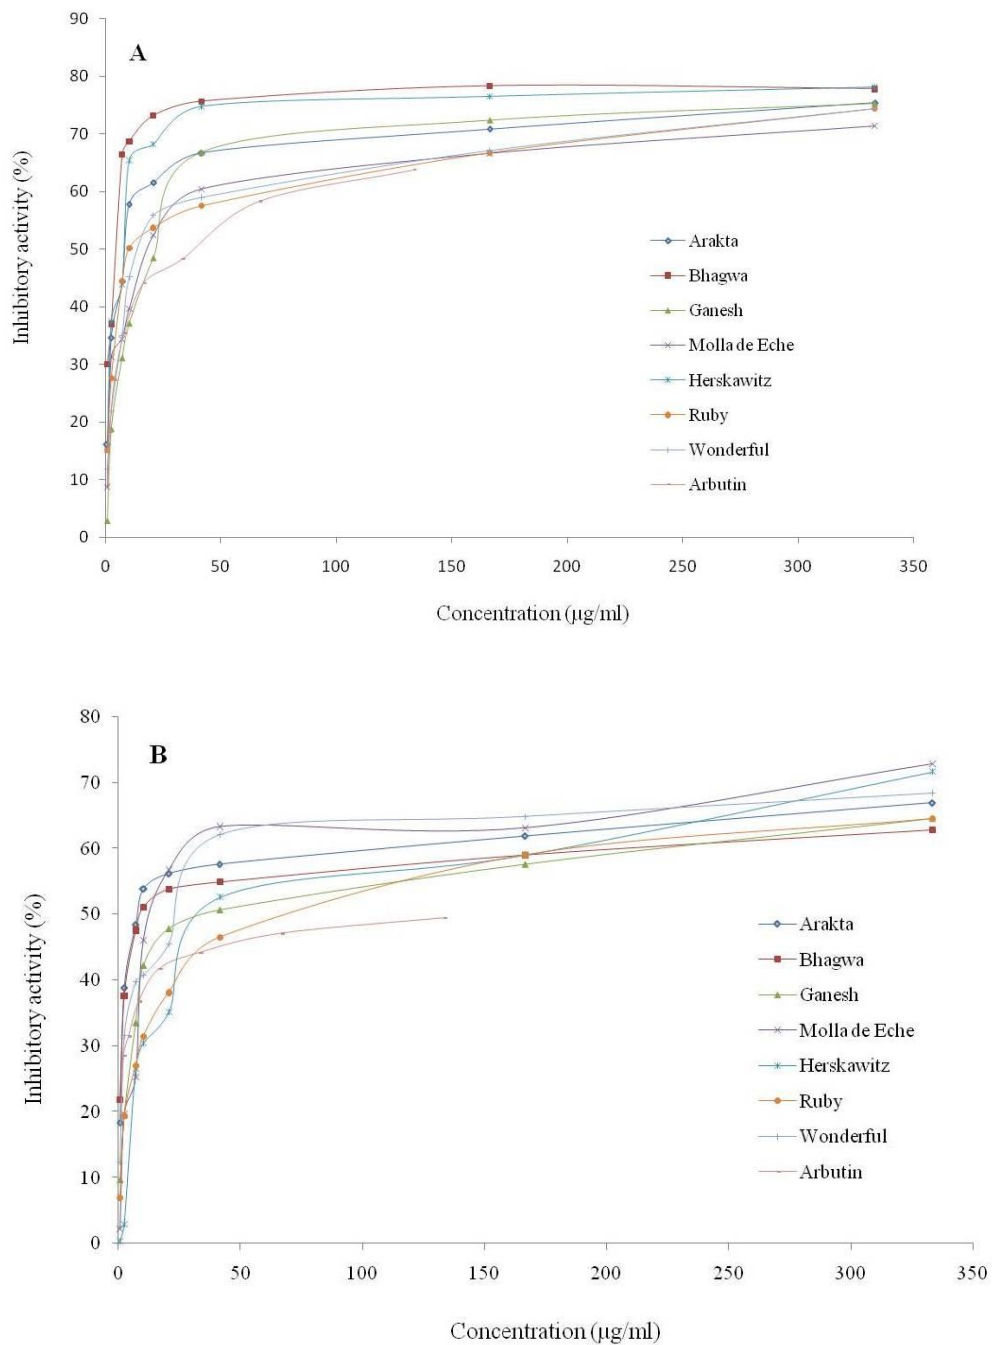 A
Inhibitory activity (%)
90
80
70
60
50
40
30
20
10
0
0 50 100 150 200 250 300 350
Concentration (µg/ml)
Arakta
Bhagwa
Ganesh
Molla de Eche
Herskawitz
Ruby
Wonderful
Arbutin
B
Inhibitory activity (%)
80
70
60
50
40
30
20
10
0
0 50 100 150 200 250 300 350
Concentration (µg/ml)
Arakta
Bhagwa
Ganesh
Molla de Eche
Herskawitz
Ruby
Wonderful
Arbutin